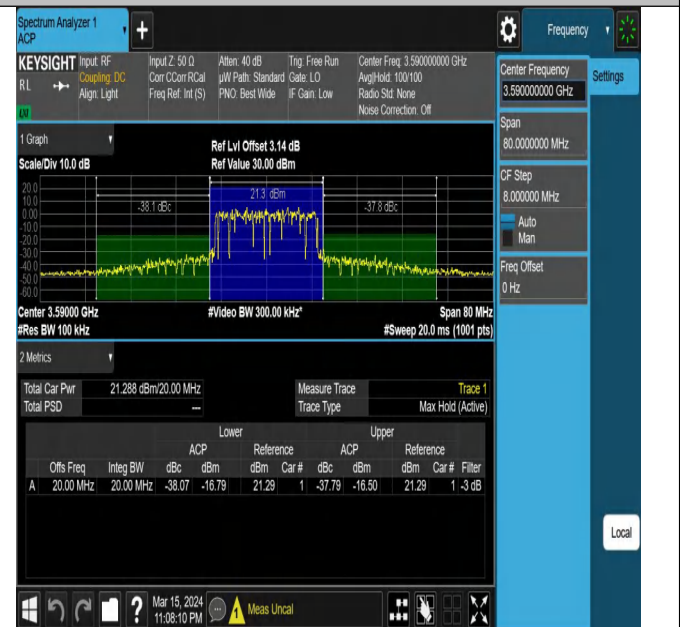 Spectrum Analyzer 1
ACP
Frequency
KEYSIGHT Input: RF Input Z: 50 Ω Atten: 40 dB Trig: Free Run Center Freq: 3.590000000 GHz
RL Coupling: DC Corr CCorr RCal µW Path: Standard Gate: LO Avg|Hold: 100/100
Align: Light Freq Ref: Int (S) PNO: Best Wide IF Gain: Low Radio Std: None
Noise Correction: Off
Center Frequency
3.590000000 GHz
Settings
Span
80.0000000 MHz
CF Step
8.000000 MHz
Auto
Man
Freq Offset
0 Hz
Local
1 Graph
Ref Lvl Offset 3.14 dB
Scale/Div 10.0 dB Ref Value 30.00 dBm
20.0
10.0
0.00
-10.0
-20.0
-30.0
-40.0
-50.0
-60.0
-38.1 dBc 21.3 dBm -37.8 dBc
Center 3.59000 GHz #Video BW 300.00 kHz* Span 80 MHz
#Res BW 100 kHz #Sweep 20.0 ms (1001 pts)
2 Metrics
Total Car Pwr 21.288 dBm/20.00 MHz Measure Trace Trace 1
Total PSD --- Trace Type Max Hold (Active)
Lower Upper
ACP Reference ACP Reference
Offs Freq Integ BW dBc dBm dBm Car # dBc dBm dBm Car # Filter
A 20.00 MHz 20.00 MHz -38.07 -16.79 21.29 1 -37.79 -16.50 21.29 1 -3 dB
? Mar 15, 2024
11:08:10 PM
1 Meas Uncal